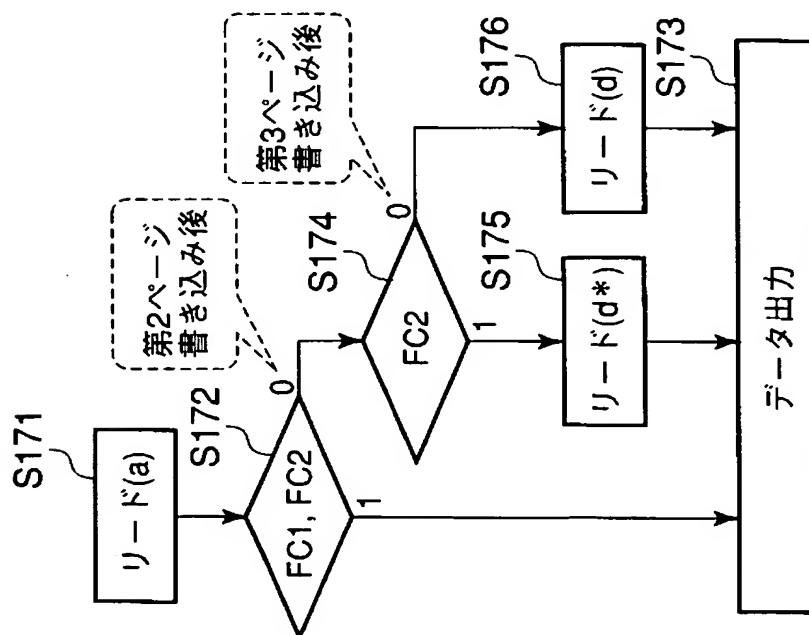 S171
リード(a)
S172
FC1, FC2
0
1
第2ページ
書き込み後
S174
FC2
0
1
第3ページ
書き込み後
S175
リード(d*)
S176
リード(d)
S173
データ出力